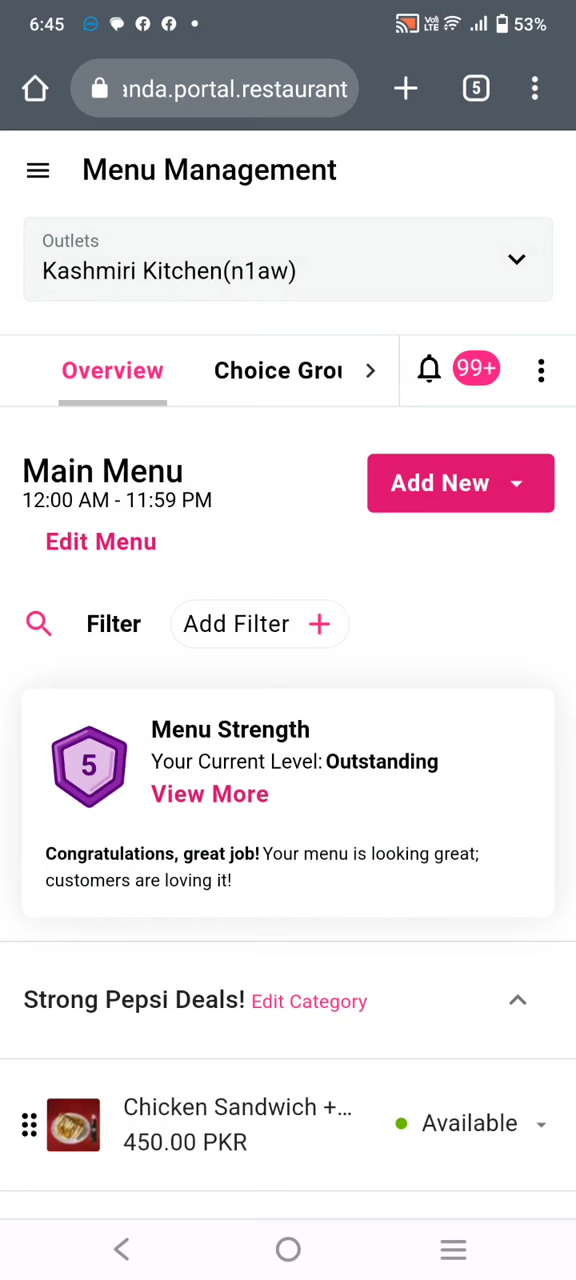 6:45
VoI LTE 53%
anda.portal.restaurant
5
Menu Management
Outlets
Kashmiri Kitchen(n1aw)
Overview Choice Grou 99+
Main Menu
12:00 AM - 11:59 PM
Add New
Edit Menu
Filter Add Filter
5
Menu Strength
Your Current Level: Outstanding
View More
Congratulations, great job! Your menu is looking great;
customers are loving it!
Strong Pepsi Deals! Edit Category
Chicken Sandwich +...
450.00 PKR
Available